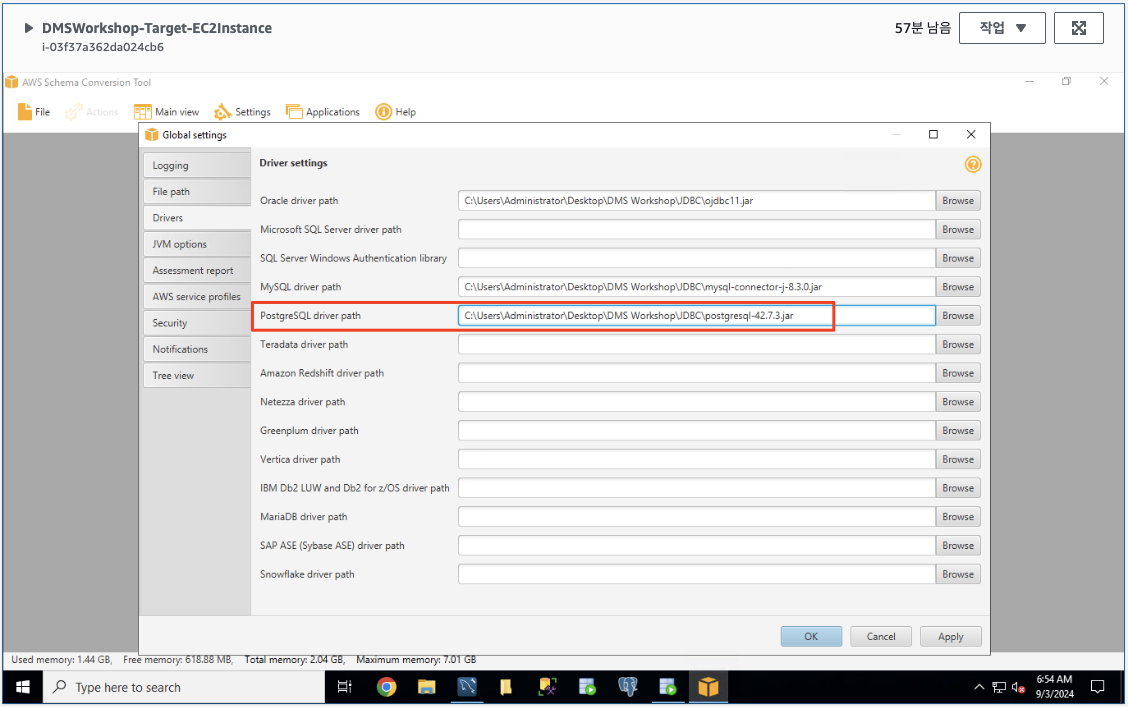 DMSWorkshop-Target-EC2Instance
i-03f37a362da024cb6
57분 남음
작업
AWS Schema Conversion Tool
File Actions Main view Settings Applications Help
Global settings
Logging
File path
Drivers
JVM options
Assessment report
AWS service profiles
Security
Notifications
Tree view
Driver settings
Oracle driver path C:\Users\Administrator\Desktop\DMS Workshop\JDBC\ojdbc11.jar Browse
Microsoft SQL Server driver path Browse
SQL Server Windows Authentication library Browse
MySQL driver path C:\Users\Administrator\Desktop\DMS Workshop\JDBC\mysql-connector-j-8.3.0.jar Browse
PostgreSQL driver path C:\Users\Administrator\Desktop\DMS Workshop\JDBC\postgresql-42.7.3.jar Browse
Teradata driver path Browse
Amazon Redshift driver path Browse
Netezza driver path Browse
Greenplum driver path Browse
Vertica driver path Browse
IBM Db2 LUW and Db2 for z/OS driver path Browse
MariaDB driver path Browse
SAP ASE (Sybase ASE) driver path Browse
Snowflake driver path Browse
OK Cancel Apply
Used memory: 1.44 GB, Free memory: 618.88 MB, Total memory: 2.04 GB, Maximum memory: 7.01 GB
Type here to search
6:54 AM
9/3/2024